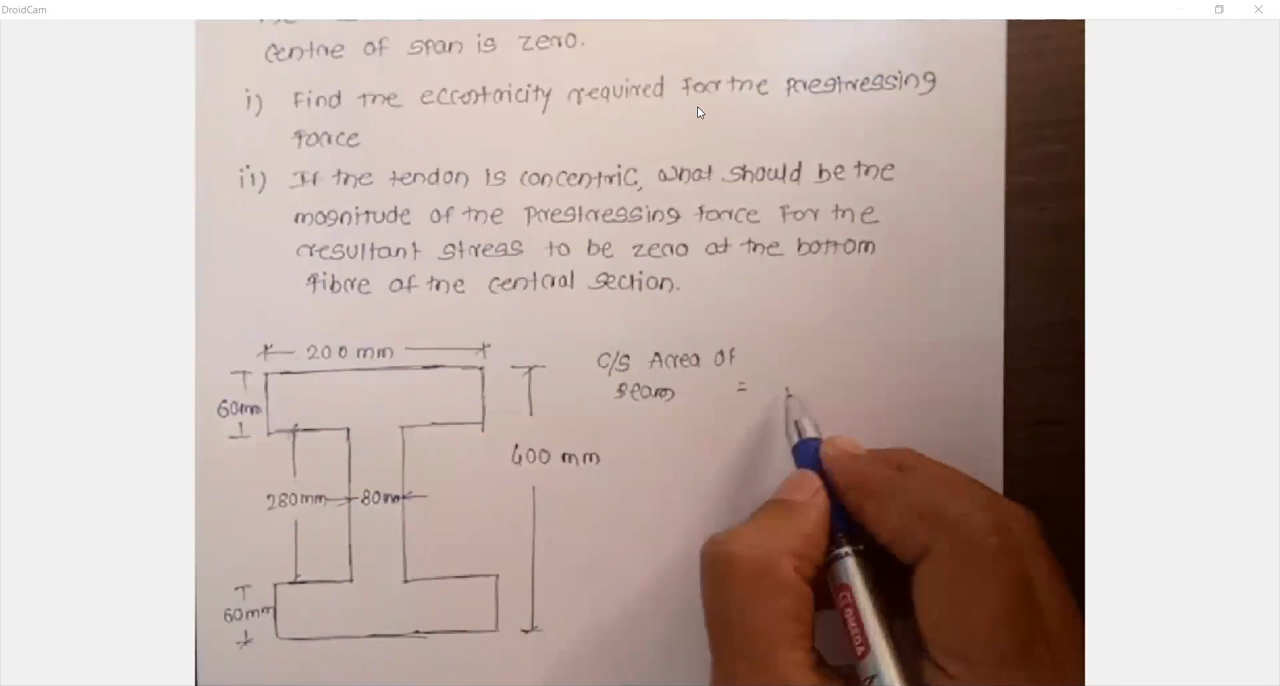 DroidCam
centre of span is zero.
i) Find the eccentricity required for the prestressing
force
ii) If the tendon is concentric, what should be the
magnitude of the prestressing force for the
resultant stress to be zero at the bottom
fibre of the central section.
200 mm
60mm
280mm
80m
60mm
400 mm
C/S Area of
Beam =
OMEGA